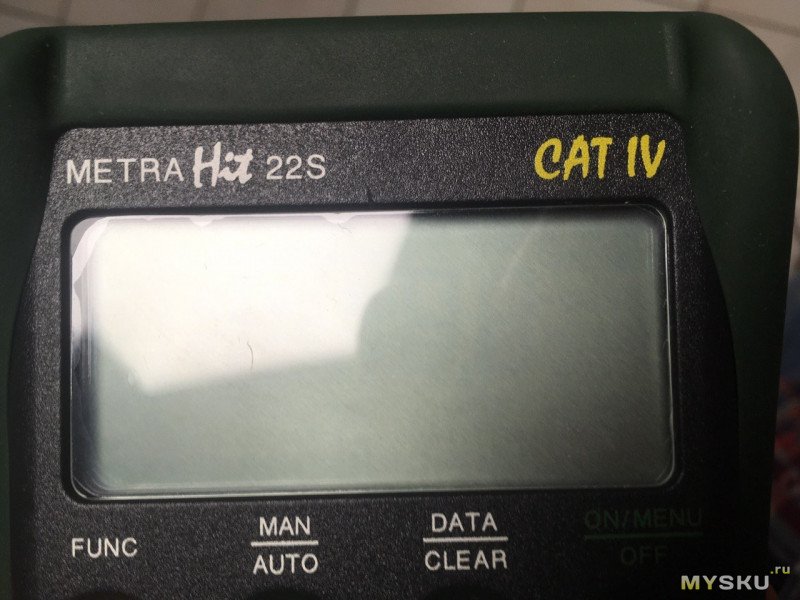 METRA Hit 22S
CAT IV
FUNC
MAN
AUTO
DATA
CLEAR
ON/MENU
OFF
MYSKU.ru